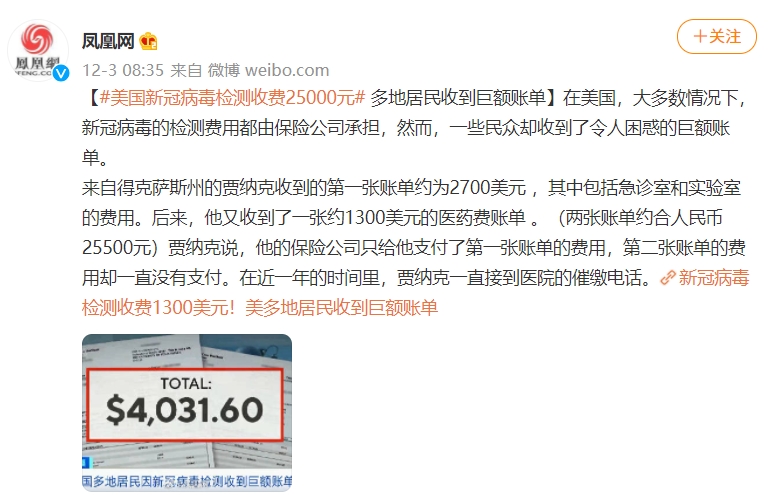 凤凰网
鳳凰網
FENG.CO
12-3 08:35 来自 微博 weibo.com
+关注
【#美国新冠病毒检测收费25000元# 多地居民收到巨额账单】在美国，大多数情况下，
新冠病毒的检测费用都由保险公司承担，然而，一些民众却收到了令人困惑的巨额账
单。
来自得克萨斯州的贾纳克收到的第一张账单约为2700美元 ，其中包括急诊室和实验室
的费用。后来，他又收到了一张约1300美元的医药费账单 。（两张账单约合人民币
25500元）贾纳克说，他的保险公司只给他支付了第一张账单的费用，第二张账单的费
用却一直没有支付。在近一年的时间里，贾纳克一直接到医院的催缴电话。新冠病毒
检测收费1300美元！美多地居民收到巨额账单
TOTAL:
$4,031.60
国多地居民因新冠病毒检测收到巨额账单